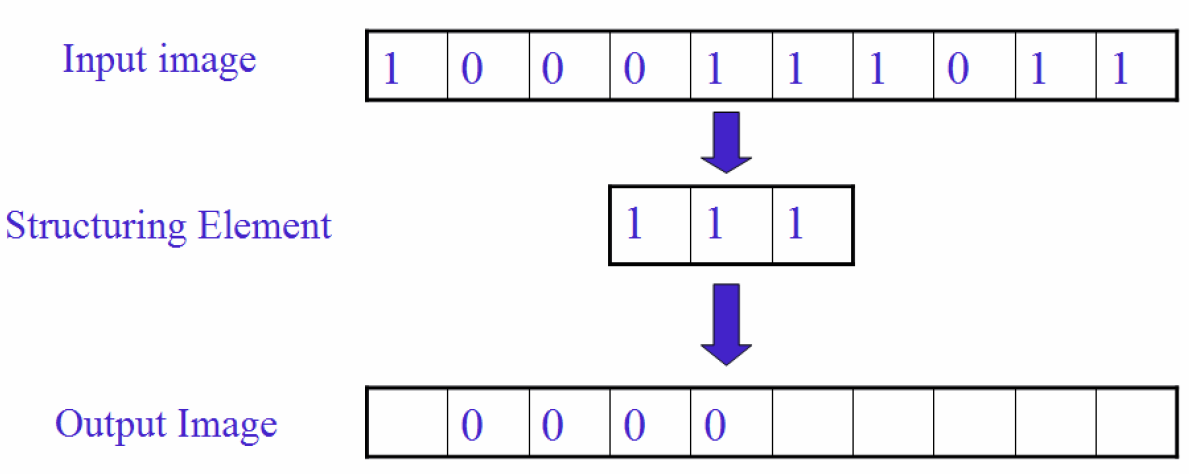 Input image 1 0 0 0 1 1 1 0 1 1
Structuring Element 1 1 1
Output Image 0 0 0 0